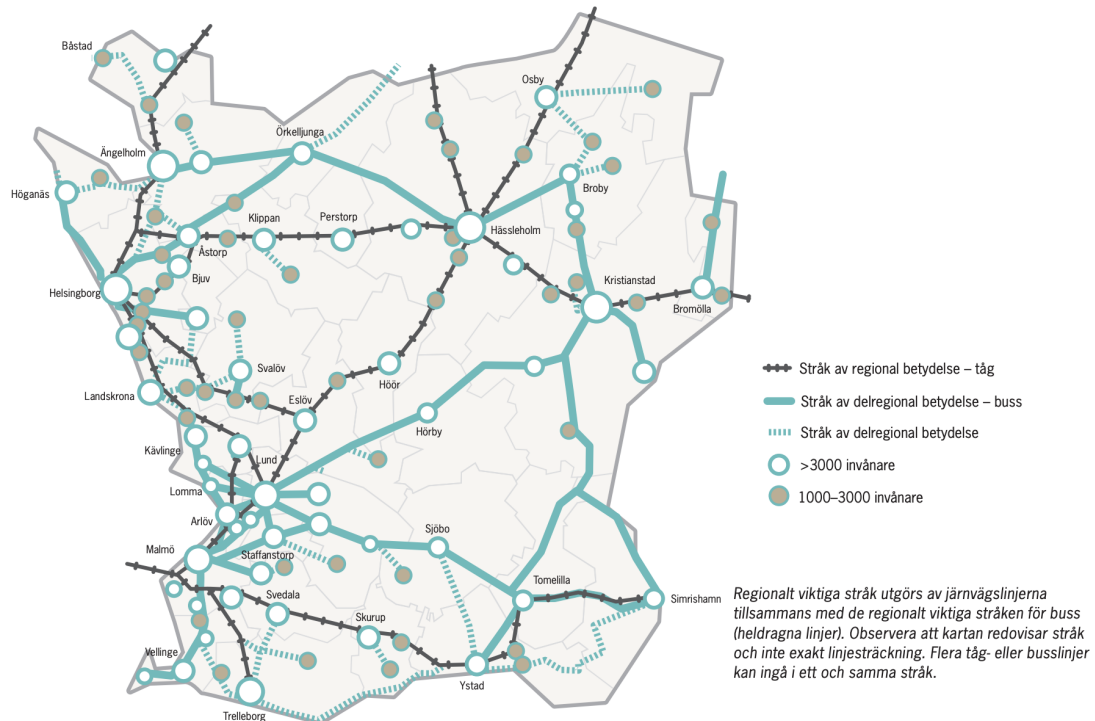 Båstad
Osby
Örkelljunga
Ängelholm
Höganäs
Broby
Klippan
Perstorp
Hässleholm
Åstorp
Bjuv
Helsingborg
Kristianstad
Bromölla
Svalöv
Höör
Landskrona
Eslöv
Hörby
Kävlinge
Lund
Lomma
Arlöv
Sjöbo
Malmö
Staffanstorp
Tomelilla
Simrishamn
Svedala
Skurup
Vellinge
Ystad
Trelleborg
Stråk av regional betydelse – tåg
Stråk av delregional betydelse – buss
Stråk av delregional betydelse
>3000 invånare
1000–3000 invånare
Regionalt viktiga stråk utgörs av järnvägslinjerna
tillsammans med de regionalt viktiga stråken för buss
(heldragna linjer). Observera att kartan redovisar stråk
och inte exakt linjesträckning. Flera tåg- eller busslinjer
kan ingå i ett och samma stråk.